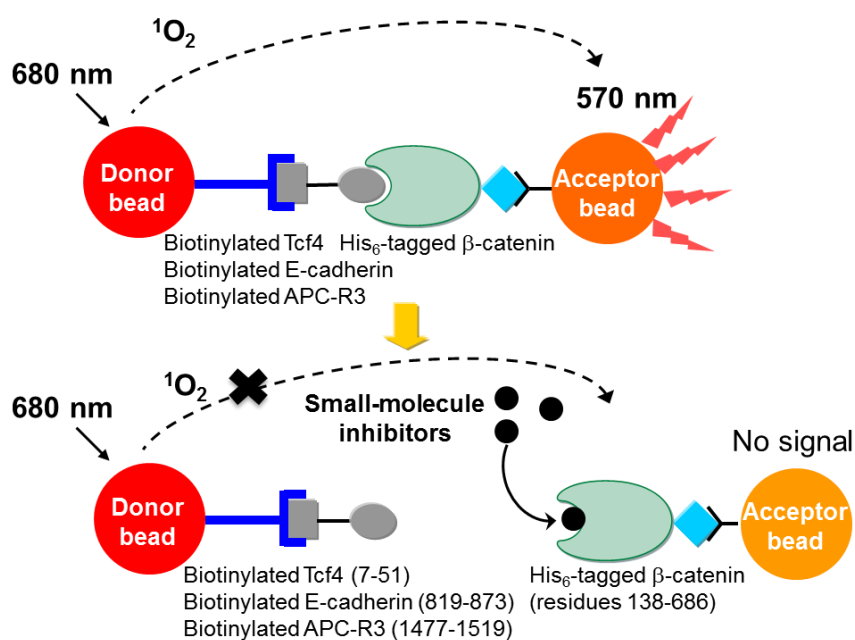 ¹O₂
680 nm
570 nm
Donor
bead
Acceptor
bead
Biotinylated Tcf4
His₆-tagged β-catenin
Biotinylated E-cadherin
Biotinylated APC-R3
¹O₂
680 nm
Small-molecule
inhibitors
No signal
Donor
bead
Acceptor
bead
Biotinylated Tcf4 (7-51)
Biotinylated E-cadherin (819-873)
Biotinylated APC-R3 (1477-1519)
His₆-tagged β-catenin
(residues 138-686)